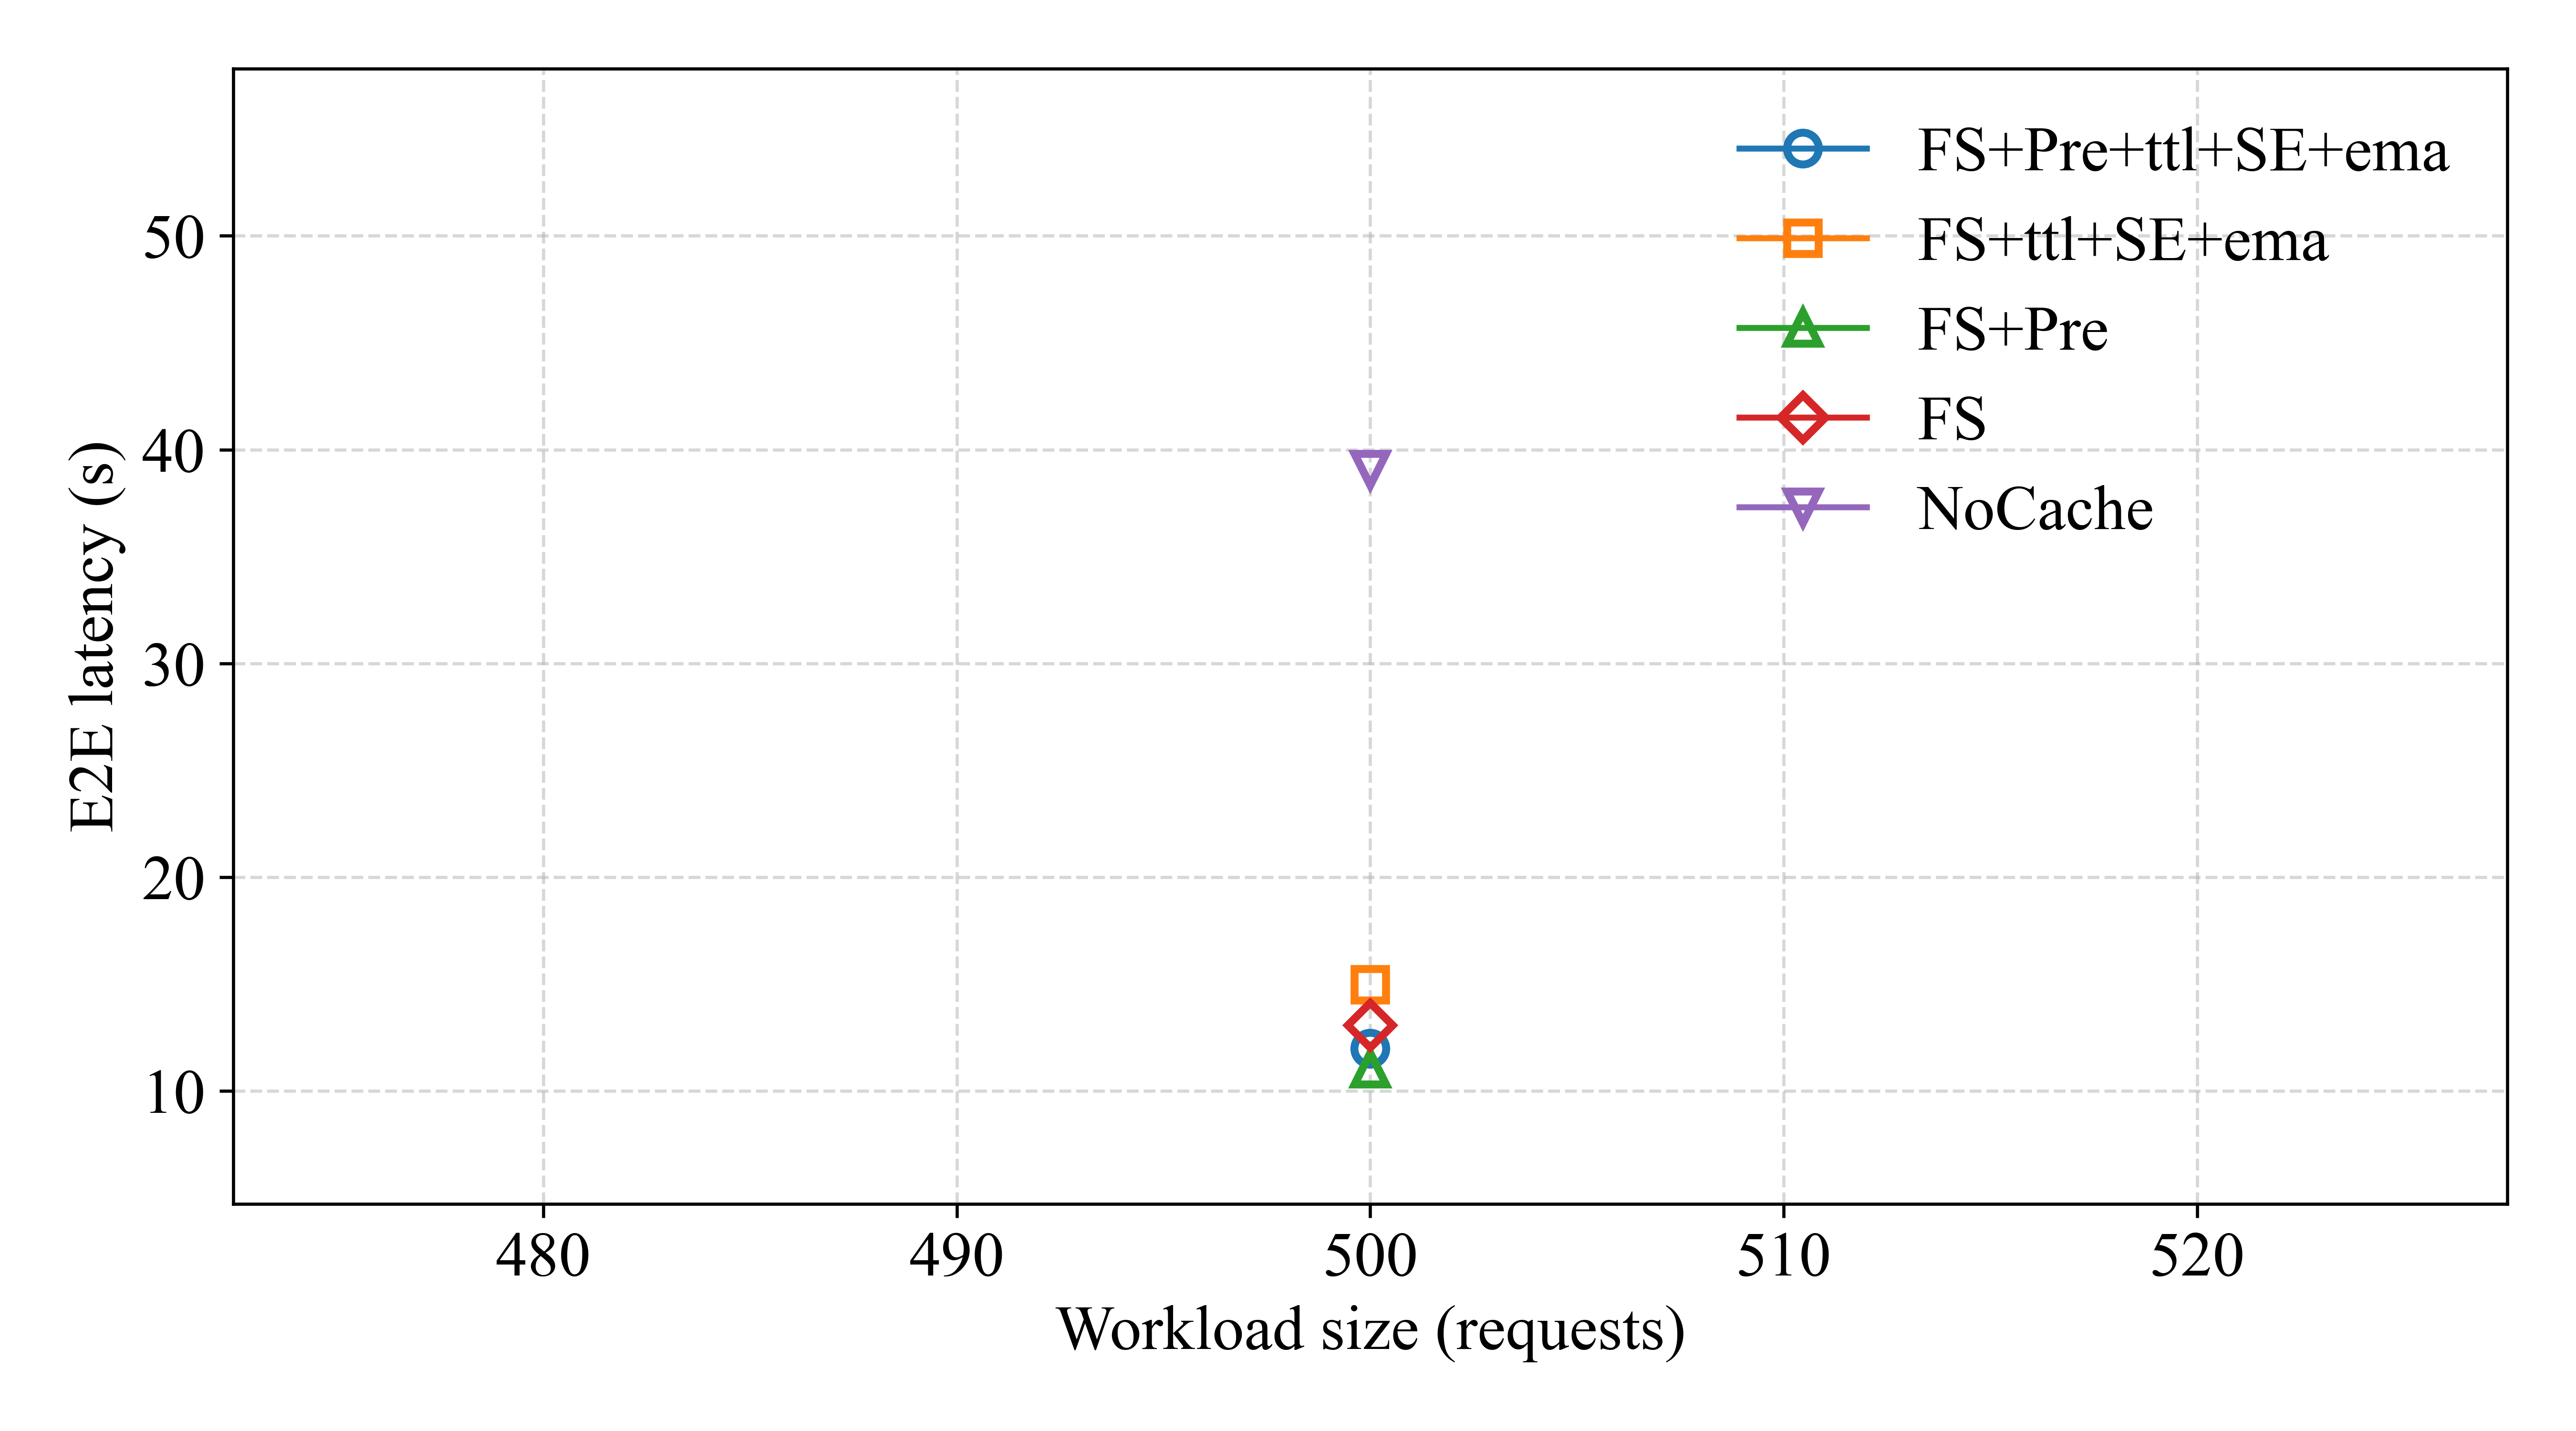 FS+Pre+ttl+SE+ema
FS+ttl+SE+ema
FS+Pre
FS
NoCache
50
40
30
20
10
E2E latency (s)
480 490 500 510 520
Workload size (requests)